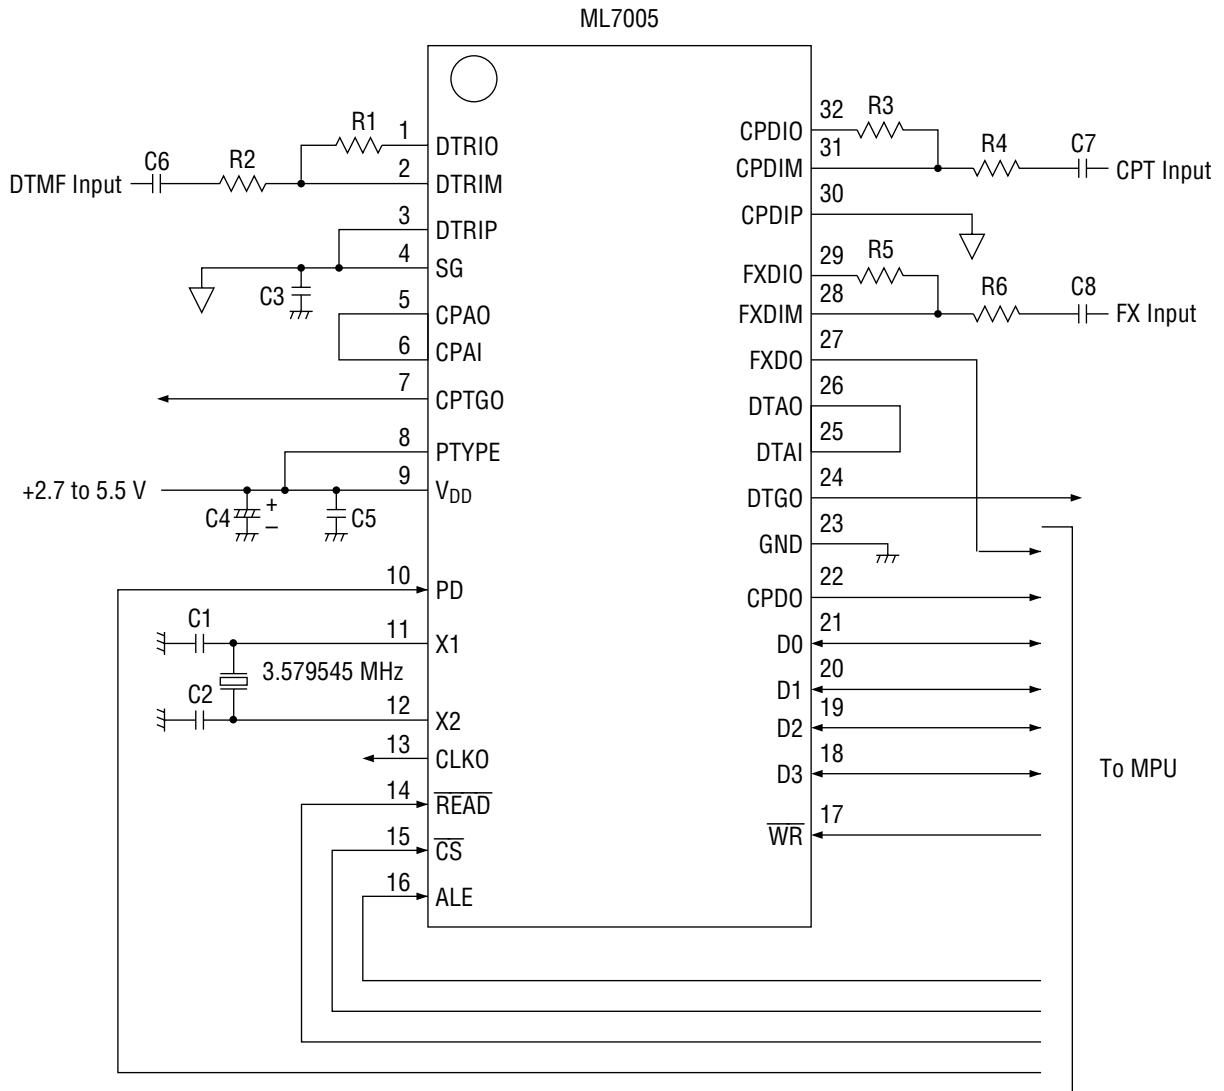 ML7005
DTMF Input
C6
R2
R1
1 DTRIO
2 DTRIM
3 DTRIP
4 SG
C3
5 CPAO
6 CPAI
7 CPTGO
8 PTYPE
+2.7 to 5.5 V
9 VDD
C4
+
–
C5
10 PD
C1
11 X1
3.579545 MHz
C2
12 X2
13 CLKO
14 READ
15 CS
16 ALE
CPDIO 32
R3
CPDIM 31
R4
C7
CPT Input
CPDIP 30
FXDIO 29
R5
FXDIM 28
R6
C8
FX Input
FXDO 27
DTAO 26
DTAI 25
DTGO 24
GND 23
CPDO 22
D0 21
D1 20
D2 19
D3 18
WR 17
To MPU